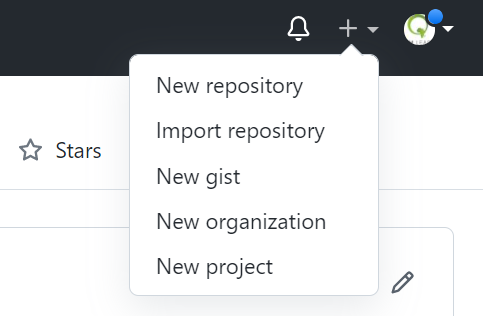 New repository
Import repository
Stars
New gist
New organization
New project